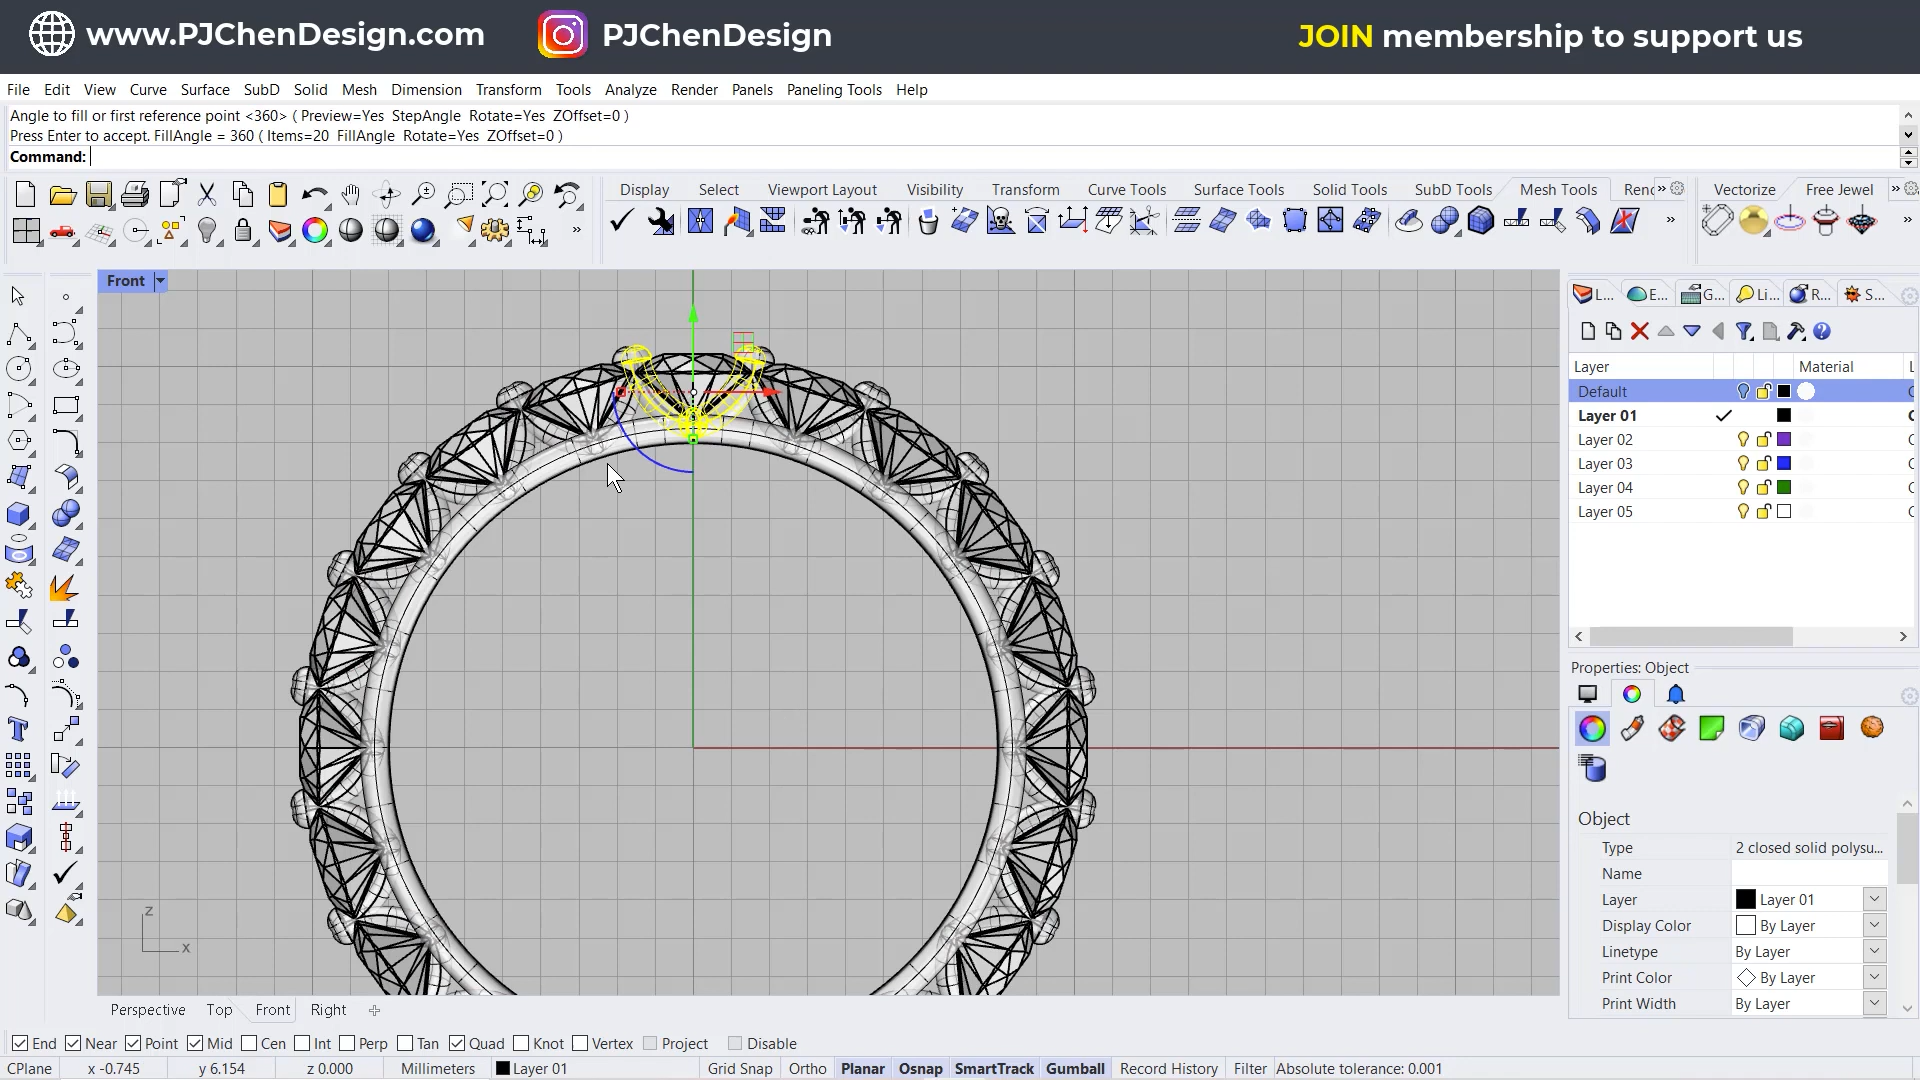 www.PJChenDesign.com
PJChenDesign
JOIN membership to support us
File Edit View Curve Surface SubD Solid Mesh Dimension Transform Tools Analyze Render Panels Paneling Tools Help
Angle to fill or first reference point <360> ( Preview=Yes StepAngle Rotate=Yes ZOffset=0 )
Press Enter to accept. FillAngle = 360 ( Items=20 FillAngle Rotate=Yes ZOffset=0 )
Command:
Display Select Viewport Layout Visibility Transform Curve Tools Surface Tools Solid Tools SubD Tools Mesh Tools Renc » Vectorize Free Jewel »
» » »
Front
L... E... G... Li... R... S...
Layer Material L
Default
Layer 01
Layer 02
Layer 03
Layer 04
Layer 05
Properties: Object
Object
Type 2 closed solid polysu...
Name
Layer Layer 01
Display Color By Layer
Linetype By Layer
Print Color By Layer
Print Width By Layer
z
x
Perspective Top Front Right
End Near Point Mid Cen Int Perp Tan Quad Knot Vertex Project Disable
CPlane x -0.745 y 6.154 z 0.000 Millimeters Layer 01 Grid Snap Ortho Planar Osnap SmartTrack Gumball Record History Filter Absolute tolerance: 0.001